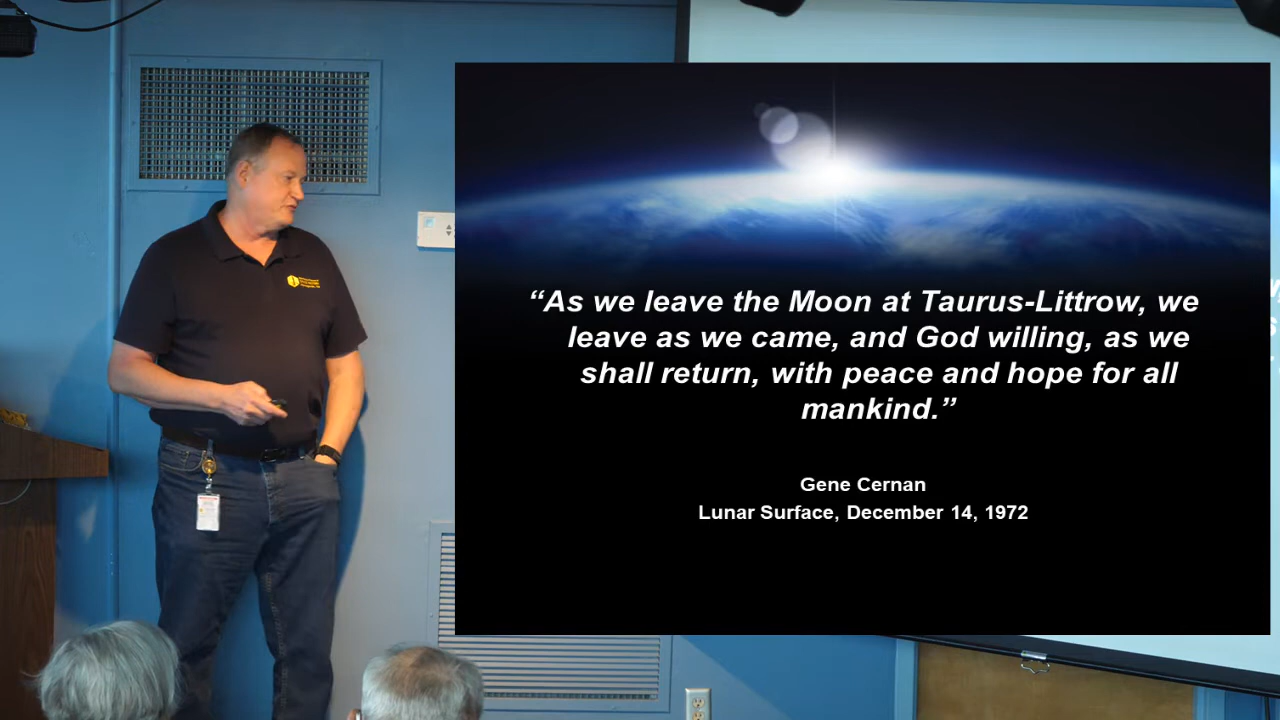 “As we leave the Moon at Taurus-Littrow, we
leave as we came, and God willing, as we
shall return, with peace and hope for all
mankind.”
Gene Cernan
Lunar Surface, December 14, 1972